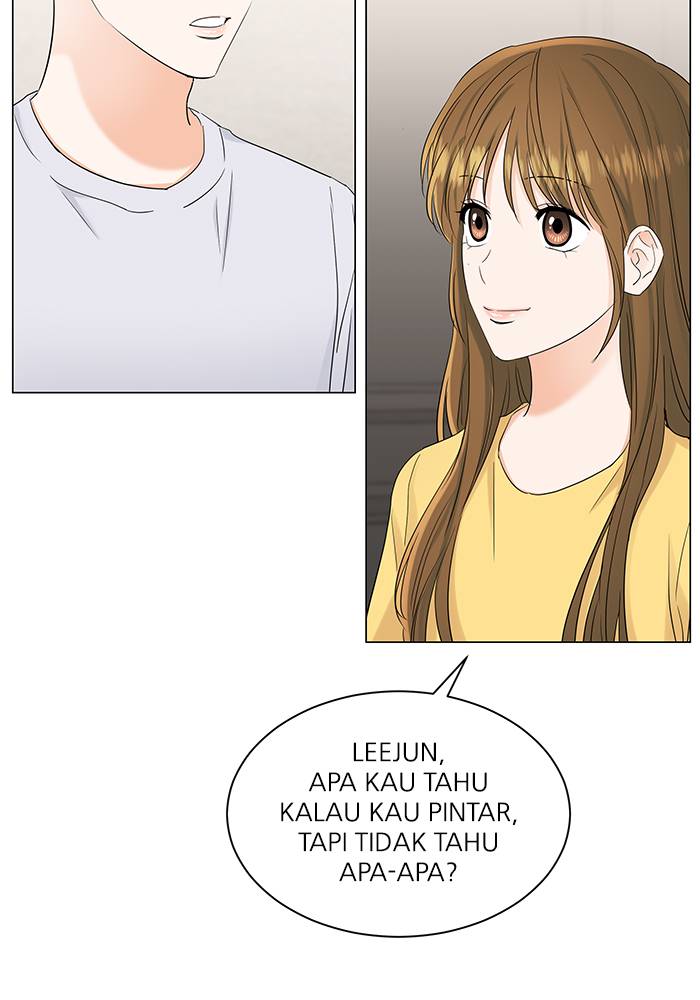 LEEJUN,
APA KAU TAHU
KALAU KAU PINTAR,
TAPI TIDAK TAHU
APA-APA?